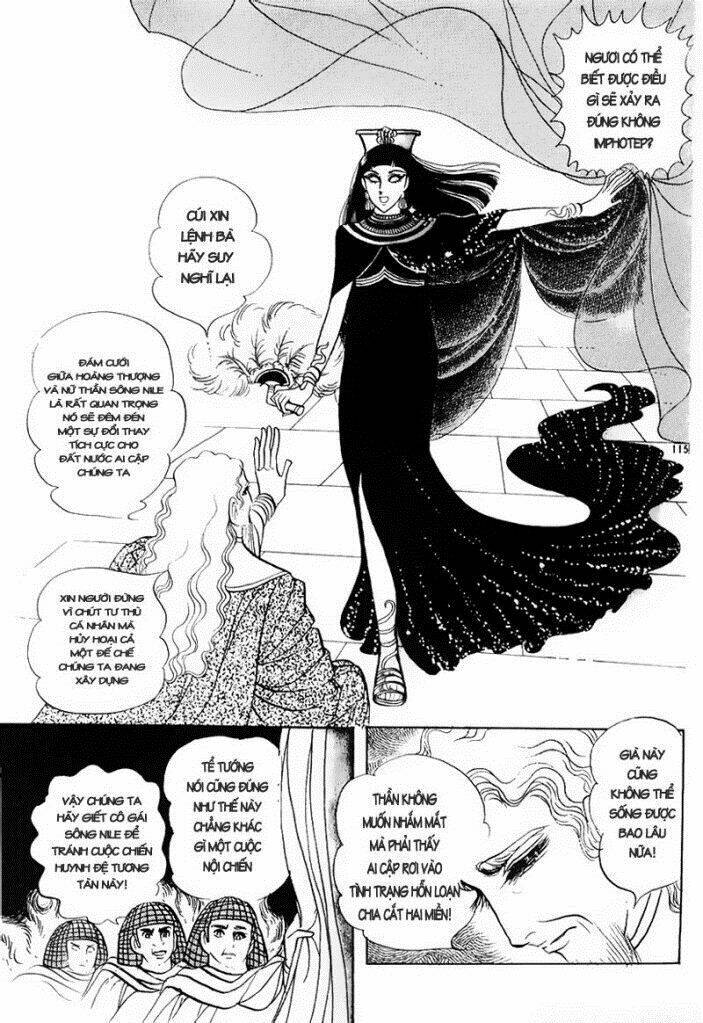 NGƯƠI CÓ THỂ
BIẾT ĐƯỢC ĐIỀU
GÌ SẼ XẢY RA
ĐÚNG KHÔNG
IMPHOTEP?
CÚI XIN
LỆNH BÀ
HÃY SUY
NGHĨ LẠI
ĐÁM CƯỚI
GIỮA HOÀNG THƯỢNG
VÀ NỮ THẦN SÔNG NILE
LÀ RẤT QUAN TRỌNG
NÓ SẼ ĐÊM ĐẾN
MỘT SỰ ĐỔI THAY
TÍCH CỰC CHO
ĐẤT NƯỚC AI CẬP
CHÚNG TA
115
XIN NGƯỜI ĐỪNG
VÌ CHÚT TƯ THÙ
CÁ NHÂN MÀ
HỦY HOẠI CẢ
MỘT ĐẾ CHẾ
CHÚNG TA ĐANG
XÂY DỰNG
VẬY CHÚNG TA
HÃY GIẾT CÔ GÁI
SÔNG NILE ĐỂ
TRÁNH CUỘC CHIẾN
HUYNH ĐỆ TƯƠNG
TÀN NÀY!
TỂ TƯỚNG
NÓI CŨNG ĐÚNG
NHƯ THẾ NÀY
CHẲNG KHÁC
GÌ MỘT CUỘC
NỘI CHIẾN
GIÀ NÀY
CŨNG
KHÔNG THỂ
SỐNG ĐƯỢC
BAO LÂU
NỮA!
THẦN KHÔNG
MUỐN NHẮM MẮT
MÀ PHẢI THẤY
AI CẬP RƠI VÀO
TÌNH TRẠNG HỖN LOẠN
CHIA CẮT HAI MIỀN!